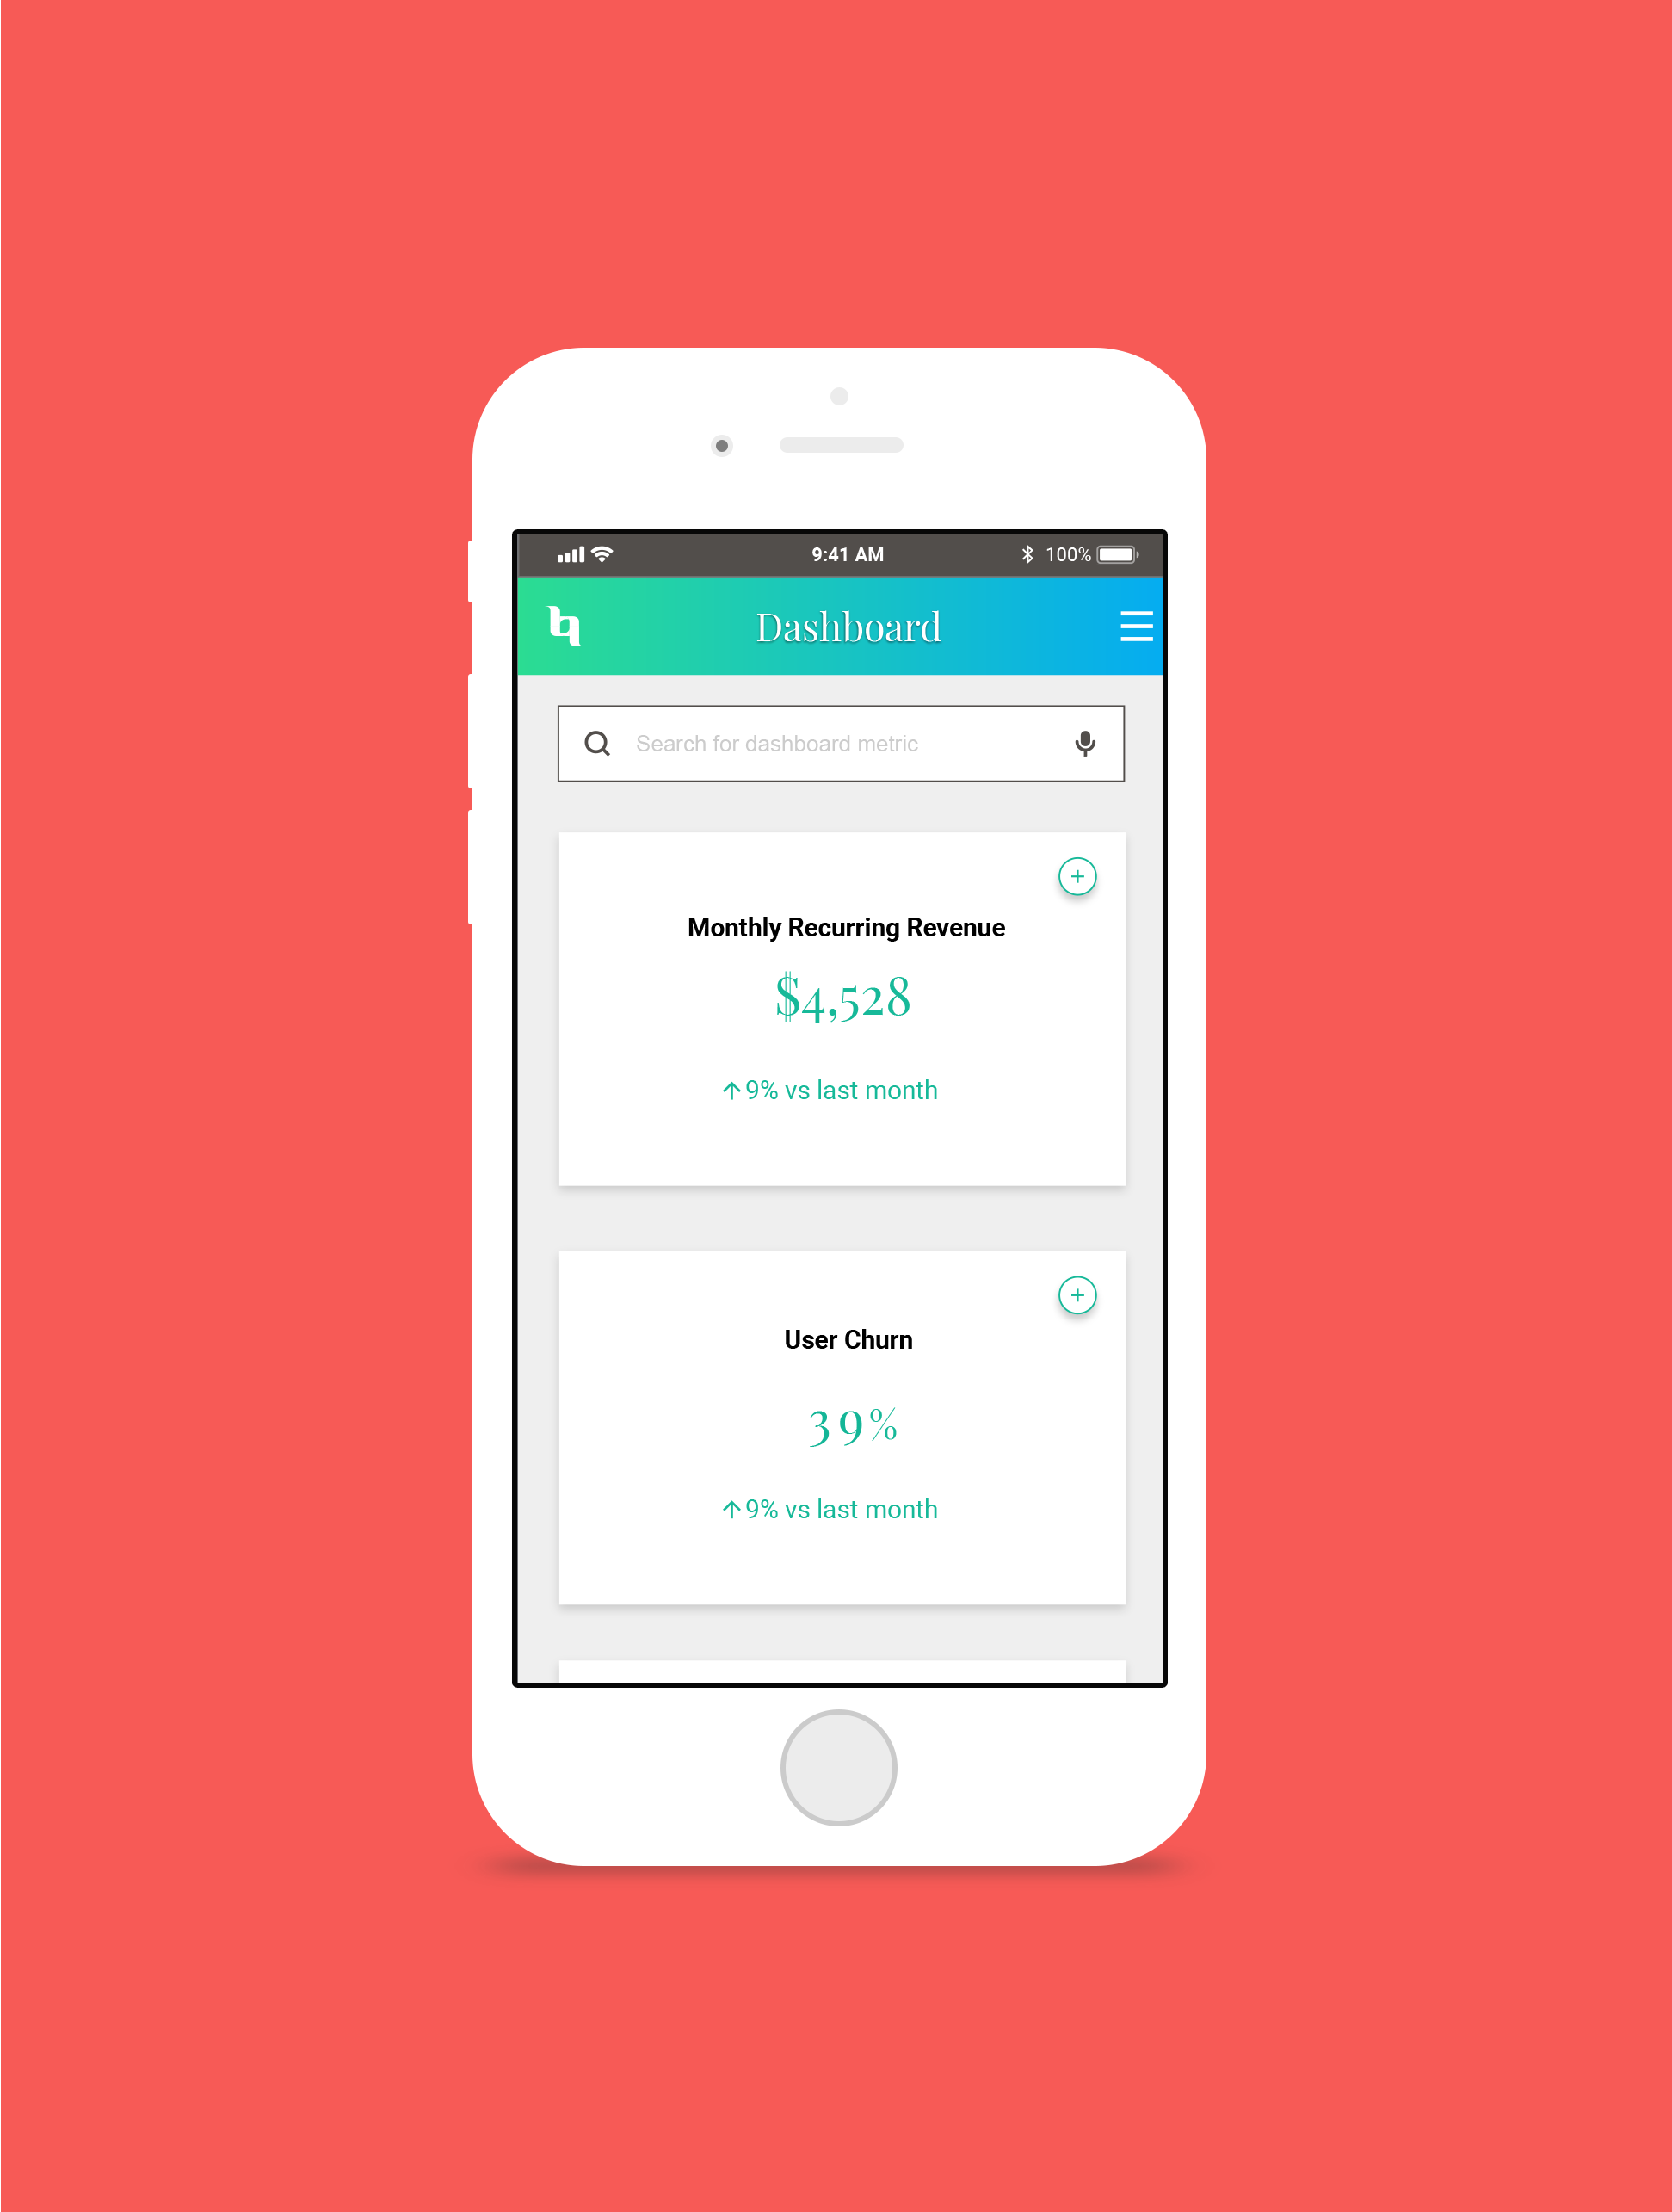 9:41 AM
100%
Dashboard
Search for dashboard metric
Monthly Recurring Revenue
$4,528
9% vs last month
User Churn
39%
9% vs last month